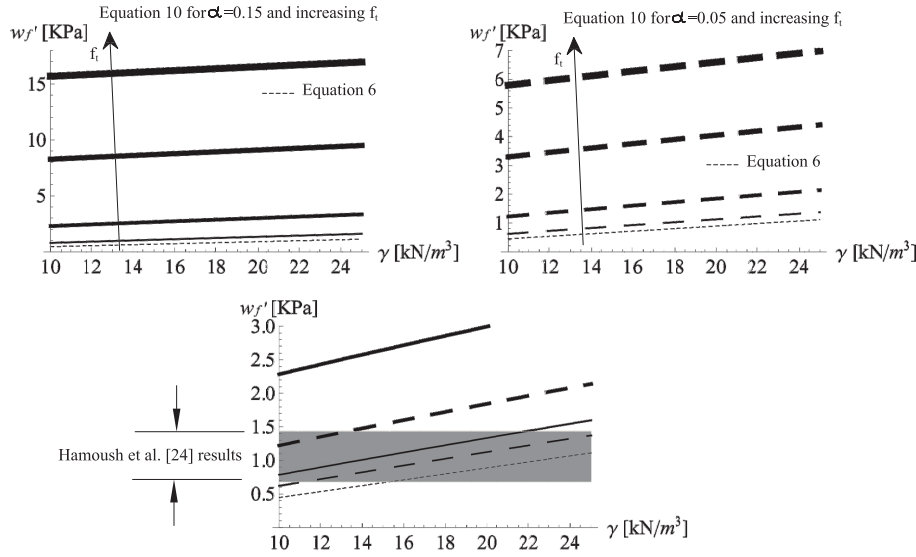 Equation 10 for α=0.15 and increasing fₜ
w_f' [KPa]
fₜ
15
10
5
Equation 6
10 12 14 16 18 20 22 24
γ [kN/m³]
Equation 10 for α=0.05 and increasing fₜ
w_f' [KPa]
fₜ
7
6
5
4
3
2
1
Equation 6
10 12 14 16 18 20 22 24
γ [kN/m³]
w_f' [KPa]
3.0
2.5
2.0
1.5
1.0
0.5
Hamoush et al. [24] results
10 12 14 16 18 20 22 24
γ [kN/m³]